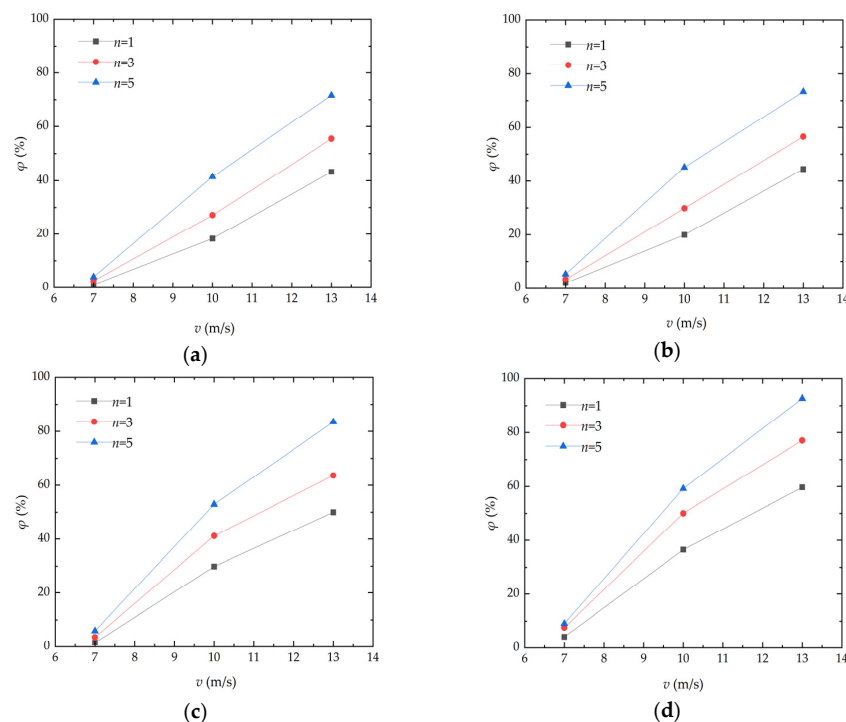 100
80
60
40
20
0
φ (%)
n=1
n=3
n=5
6 7 8 9 10 11 12 13 14
v (m/s)
(a)
100
80
60
40
20
0
φ (%)
n=1
n=3
n=5
6 7 8 9 10 11 12 13 14
v (m/s)
(b)
100
80
60
40
20
0
φ (%)
n=1
n=3
n=5
6 7 8 9 10 11 12 13 14
v (m/s)
(c)
100
80
60
40
20
0
φ (%)
n=1
n=3
n=5
6 7 8 9 10 11 12 13 14
v (m/s)
(d)